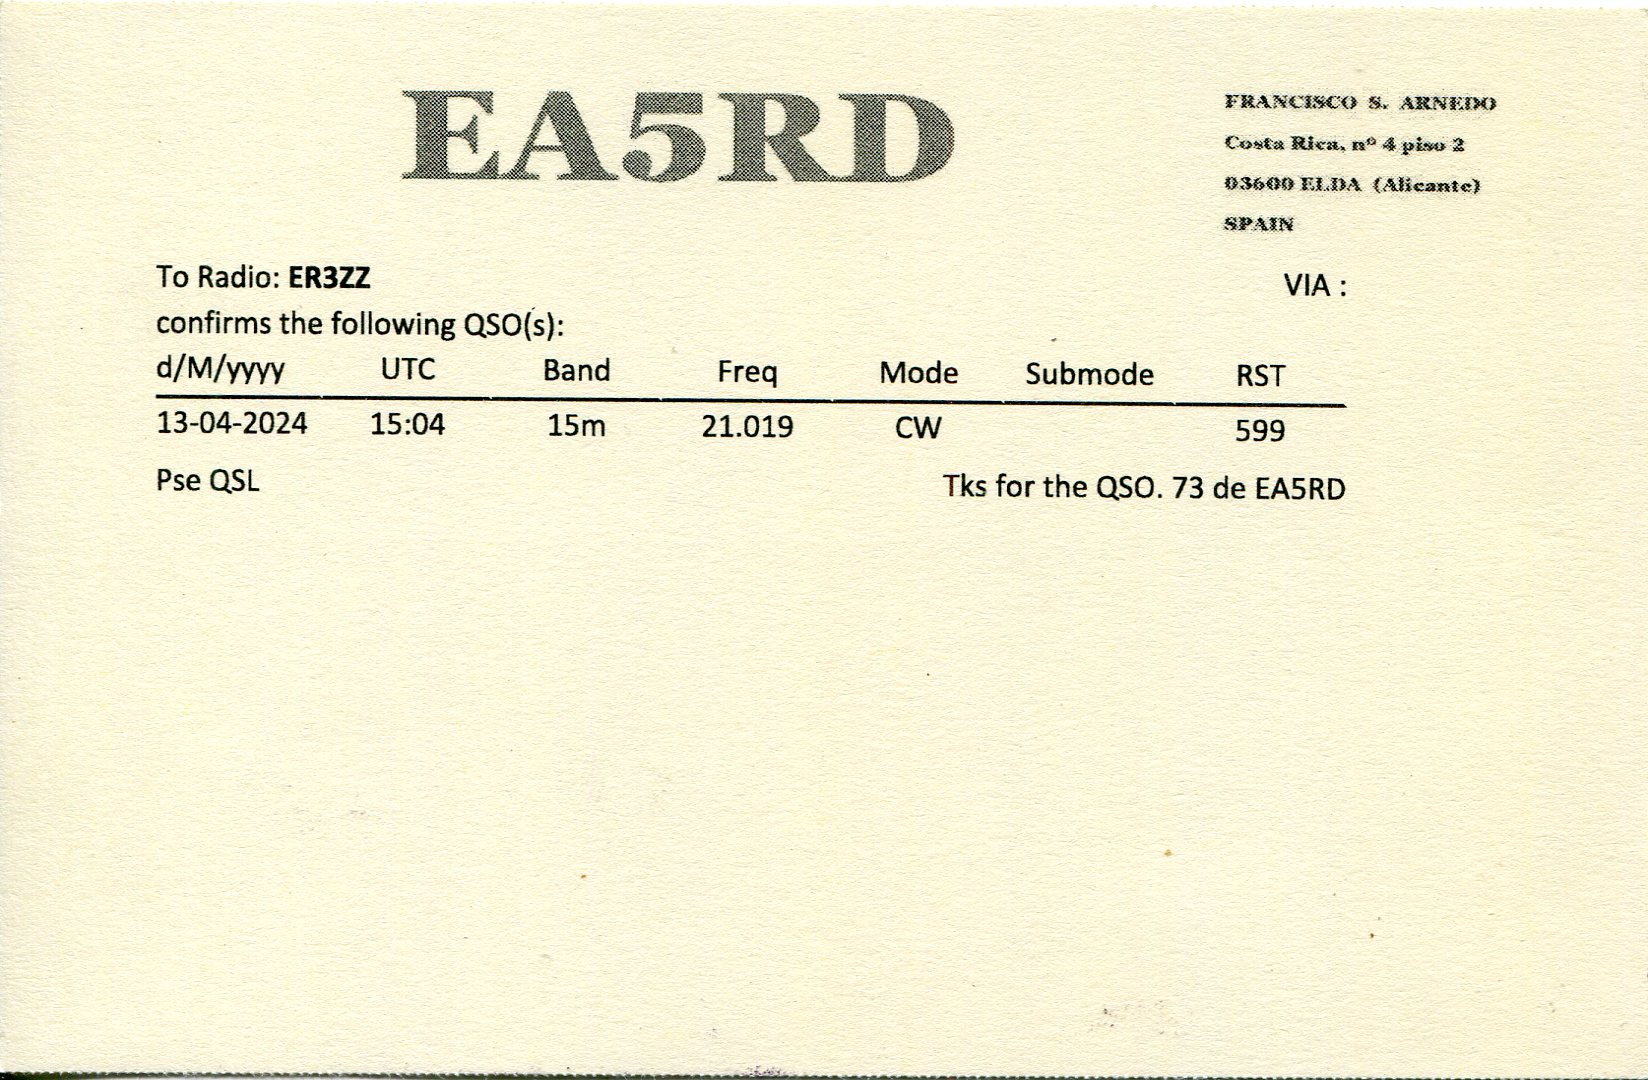 EA5RD
FRANCISCO S. ARNEDO
Costa Rica, nº 4 piso 2
03600 ELDA (Alicante)
SPAIN
To Radio: ER3ZZ VIA :
confirms the following QSO(s):
d/M/yyyy UTC Band Freq Mode Submode RST
13-04-2024 15:04 15m 21.019 CW 599
Pse QSL Tks for the QSO. 73 de EA5RD